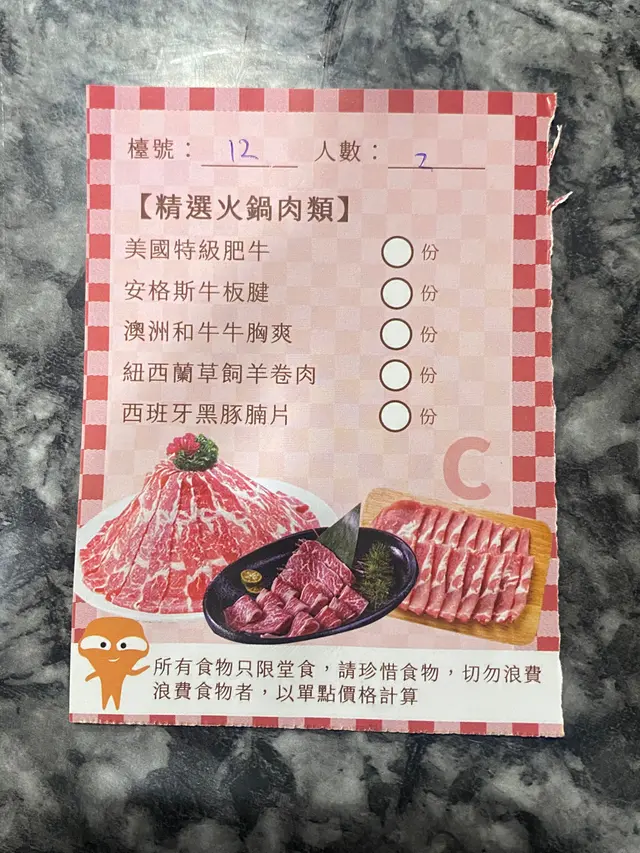 檯號：12 人數：2
【精選火鍋肉類】
美國特級肥牛 份
安格斯牛板腱 份
澳洲和牛牛胸爽 份
紐西蘭草飼羊卷肉 份
西班牙黑豚腩片 份
C
所有食物只限堂食，請珍惜食物，切勿浪費
浪費食物者，以單點價格計算